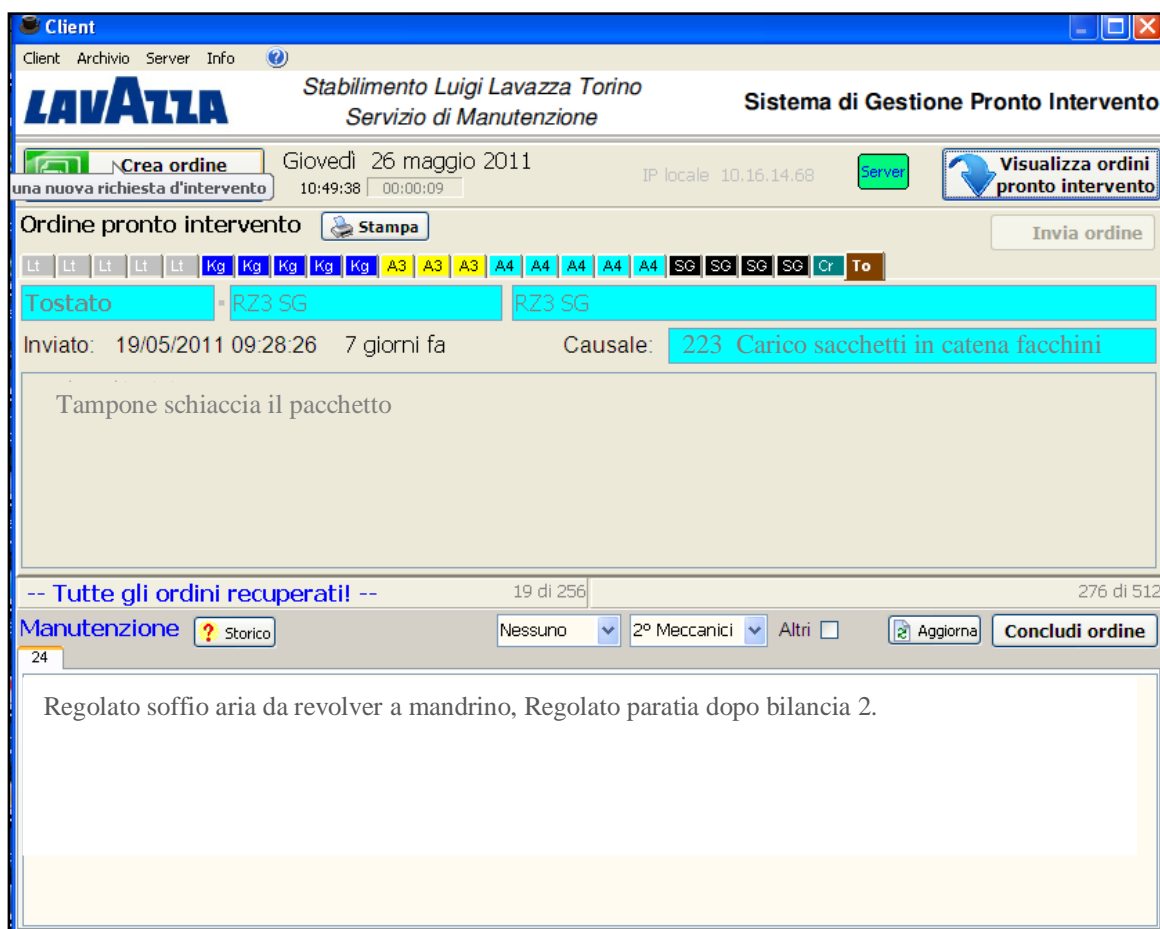 Client
Client Archivio Server Info ?
LAVAZZA
Stabilimento Luigi Lavazza Torino
Servizio di Manutenzione
Sistema di Gestione Pronto Intervento
Crea ordine
una nuova richiesta d'intervento
Giovedì 26 maggio 2011
10:49:38 00:00:09
IP locale 10.16.14.68
Server
Visualizza ordini
pronto intervento
Ordine pronto intervento Stampa
Invia ordine
Lt Lt Lt Lt Lt Kg Kg Kg Kg Kg A3 A3 A3 A4 A4 A4 A4 A4 SG SG SG SG Cr To
Tostato - RZ3 SG RZ3 SG
Inviato: 19/05/2011 09:28:26 7 giorni fa Causale: 223 Carico sacchetti in catena facchini
Tampone schiaccia il pacchetto
-- Tutte gli ordini recuperati! -- 19 di 256 276 di 512
Manutenzione ? Storico Nessuno 2º Meccanici Altri Aggiorna Concludi ordine
24
Regolato soffio aria da revolver a mandrino, Regolato paratia dopo bilancia 2.